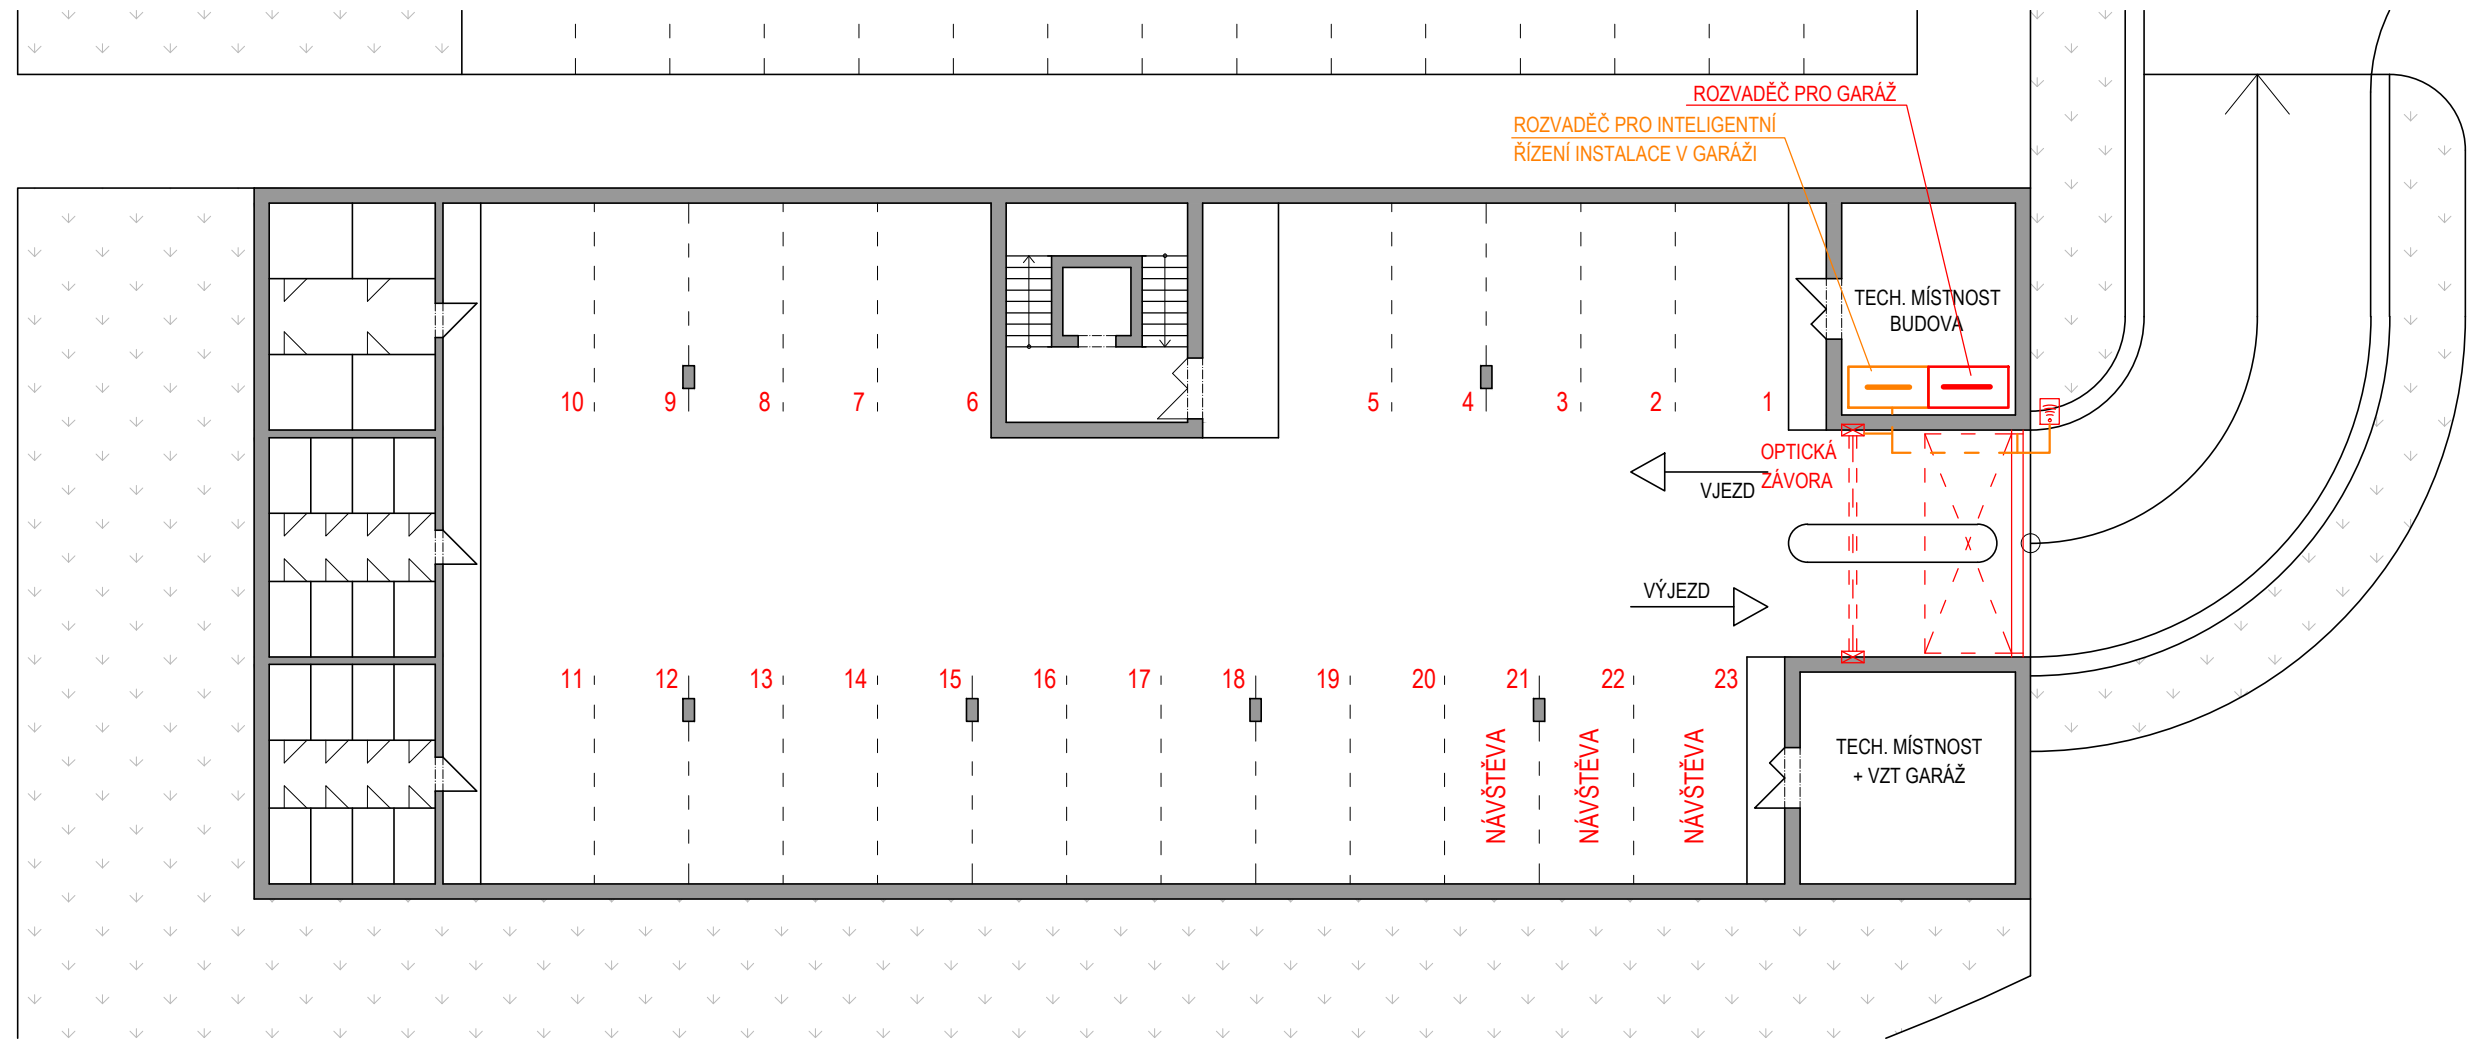 ROZVADĚČ PRO GARÁŽ
ROZVADĚČ PRO INTELIGENTNÍ
ŘÍZENÍ INSTALACE V GARÁŽI
TECH. MÍSTNOST
BUDOVA
10 9 8 7 6 5 4 3 2 1
OPTICKÁ
ZÁVORA
VJEZD
VÝJEZD
11 12 13 14 15 16 17 18 19 20 21 22 23
NÁVŠTĚVA
NÁVŠTĚVA
NÁVŠTĚVA
TECH. MÍSTNOST
+ VZT GARÁŽ